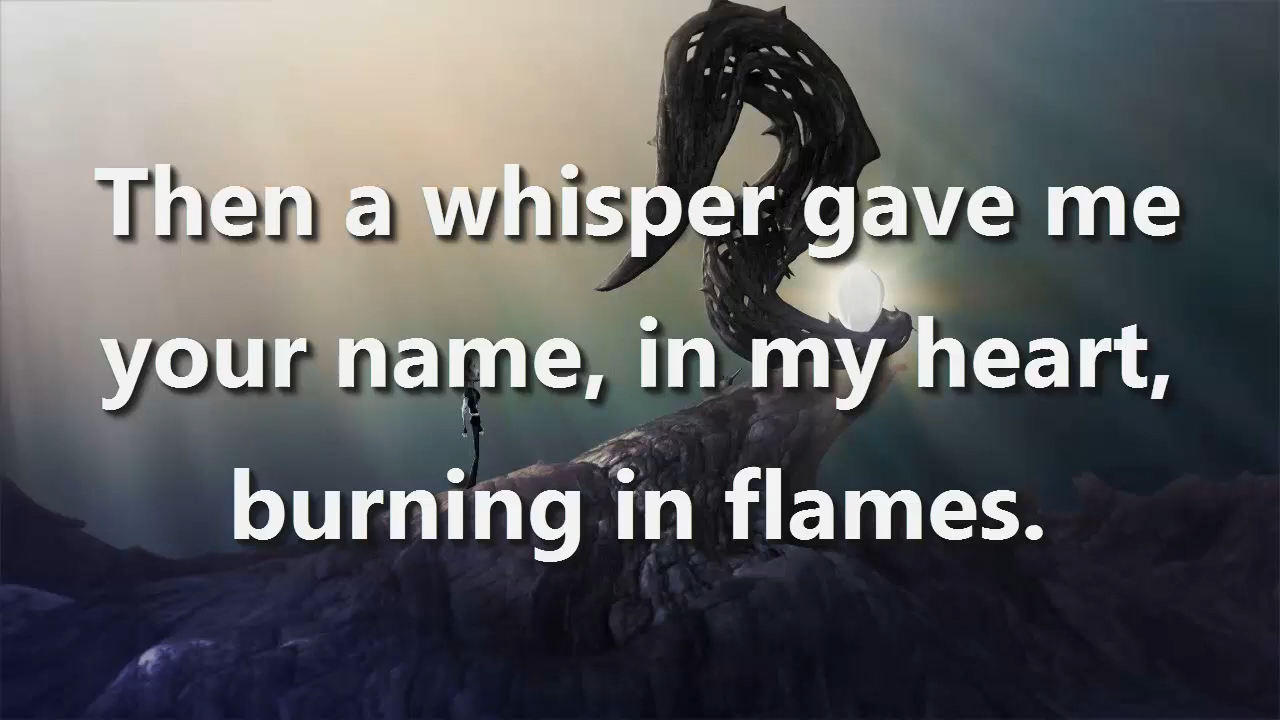 Then a whisper gave me
your name, in my heart,
burning in flames.